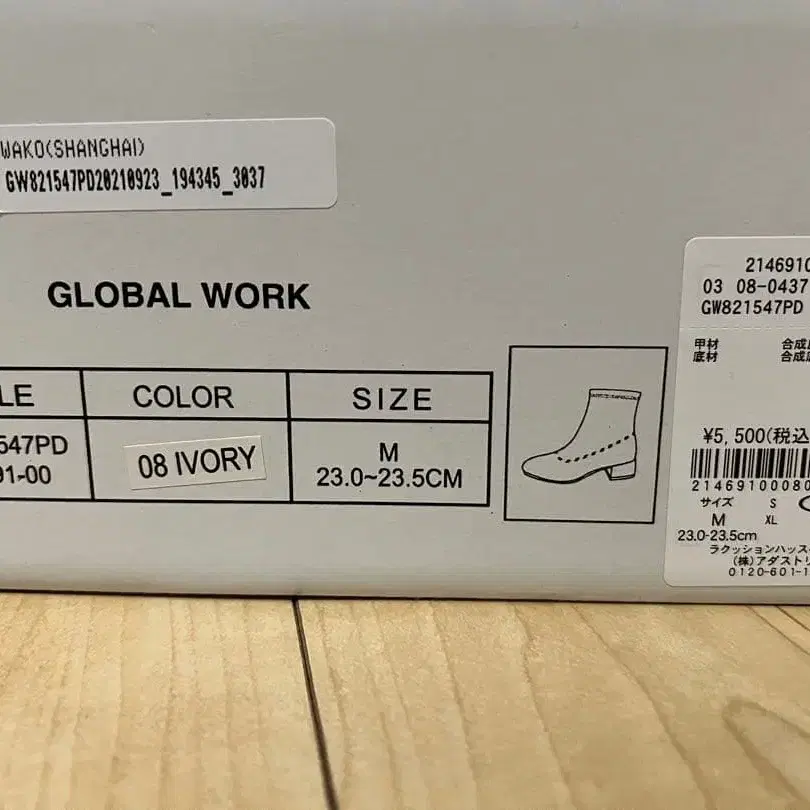 WAKO(SHANGHAI)
GW821547PD20210923_194345_3037
GLOBAL WORK
LE COLOR SIZE
547PD
91-00
08 IVORY
M
23.0~23.5CM
2146910
03 08-0437
GW821547PD
甲材 合成
底材 合成
¥5,500(税込
21469100080
サイズ S
M XL
23.0-23.5cm
ラクッションハッス
(株)アダストリ
0120-601-1